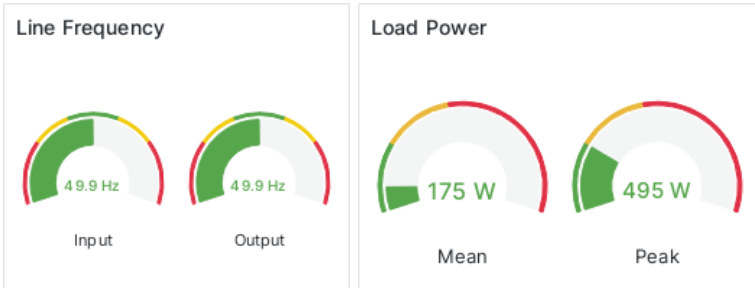 Line Frequency
49.9 Hz
Input
49.9 Hz
Output
Load Power
175 W
Mean
495 W
Peak